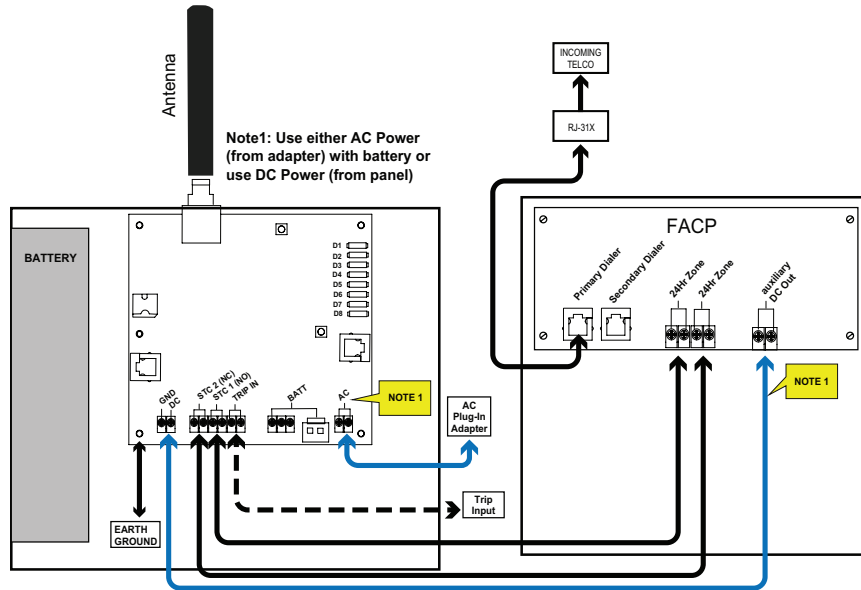 INCOMING
TELCO
RJ-31X
Antenna
Note1: Use either AC Power
(from adapter) with battery or
use DC Power (from panel)
BATTERY
D1
D2
D3
D4
D5
D6
D7
D8
GND
DC
STC 2 (NC)
STC 1 (NO)
TRIP IN
BATT
AC
NOTE 1
AC
Plug-In
Adapter
Trip
Input
EARTH
GROUND
FACP
Primary Dialer
Secondary Dialer
24Hr Zone
24Hr Zone
auxiliary
DC Out
NOTE 1